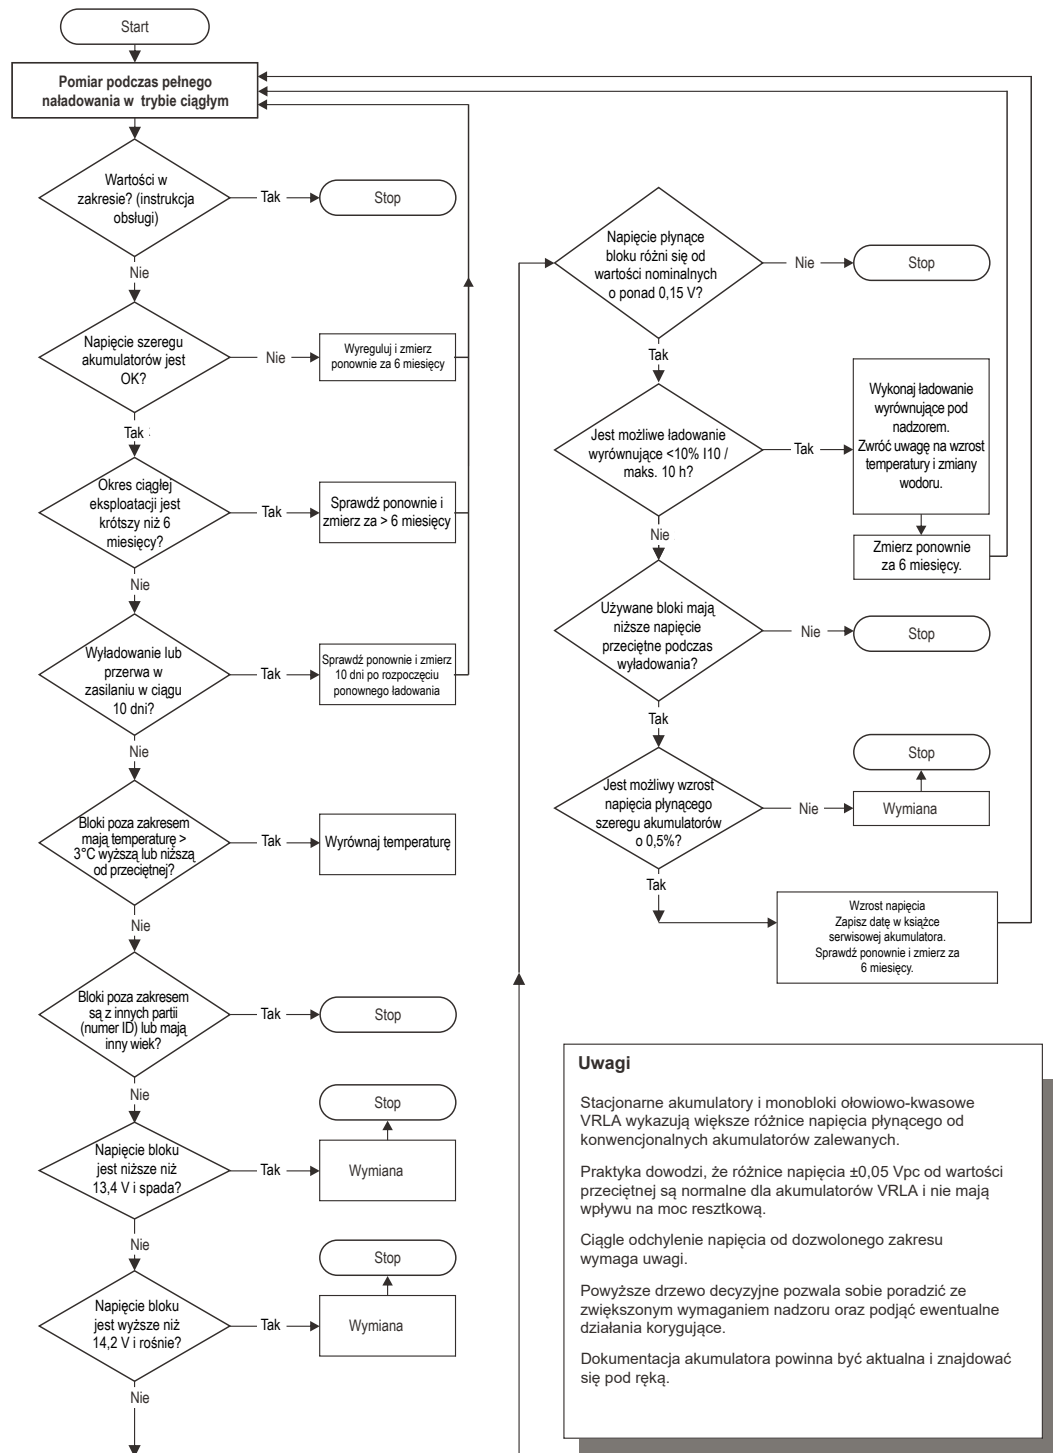 Start
Pomiar podczas pełnego
naładowania w trybie ciągłym
Wartości w
zakresie? (instrukcja
obsługi)
Tak
Stop
Nie
Napięcie szeregu
akumulatorów jest
OK?
Nie
Wyreguluj i zmierz
ponownie za 6 miesięcy
Tak
Okres ciągłej
eksploatacji jest
krótszy niż 6
miesięcy?
Tak
Sprawdź ponownie i
zmierz za > 6 miesięcy
Nie
Wyładowanie lub
przerwa w
zasilaniu w ciągu
10 dni?
Tak
Sprawdź ponownie i zmierz
10 dni po rozpoczęciu
ponownego ładowania
Nie
Bloki poza zakresem
mają temperaturę >
3°C wyższą lub niższą
od przeciętnej?
Tak
Wyrównaj temperaturę
Nie
Bloki poza zakresem
są z innych partii
(numer ID) lub mają
inny wiek?
Tak
Stop
Nie
Napięcie bloku
jest niższe niż
13,4 V i spada?
Tak
Wymiana
Stop
Nie
Napięcie bloku
jest wyższe niż
14,2 V i rośnie?
Tak
Wymiana
Stop
Nie
Napięcie płynące
bloku różni się od
wartości nominalnych
o ponad 0,15 V?
Nie
Stop
Tak
Jest możliwe ładowanie
wyrównujące <10% I10 /
maks. 10 h?
Tak
Wykonaj ładowanie
wyrównujące pod
nadzorem.
Zwróć uwagę na wzrost
temperatury i zmiany
wodoru.
Zmierz ponownie
za 6 miesięcy.
Nie
Używane bloki mają
niższe napięcie
przeciętne podczas
wyładowania?
Nie
Stop
Tak
Jest możliwy wzrost
napięcia płynącego
szeregu akumulatorów
o 0,5%?
Nie
Wymiana
Stop
Tak
Wzrost napięcia
Zapisz datę w książce
serwisowej akumulatora.
Sprawdź ponownie i zmierz za
6 miesięcy.
Uwagi
Stacjonarne akumulatory i monobloki ołowiowo-kwasowe
VRLA wykazują większe różnice napięcia płynącego od
konwencjonalnych akumulatorów zalewanych.
Praktyka dowodzi, że różnice napięcia ±0,05 Vpc od wartości
przeciętnej są normalne dla akumulatorów VRLA i nie mają
wpływu na moc resztkową.
Ciągle odchylenie napięcia od dozwolonego zakresu
wymaga uwagi.
Powyższe drzewo decyzyjne pozwala sobie poradzić ze
zwiększonym wymaganiem nadzoru oraz podjąć ewentualne
działania korygujące.
Dokumentacja akumulatora powinna być aktualna i znajdować
się pod ręką.